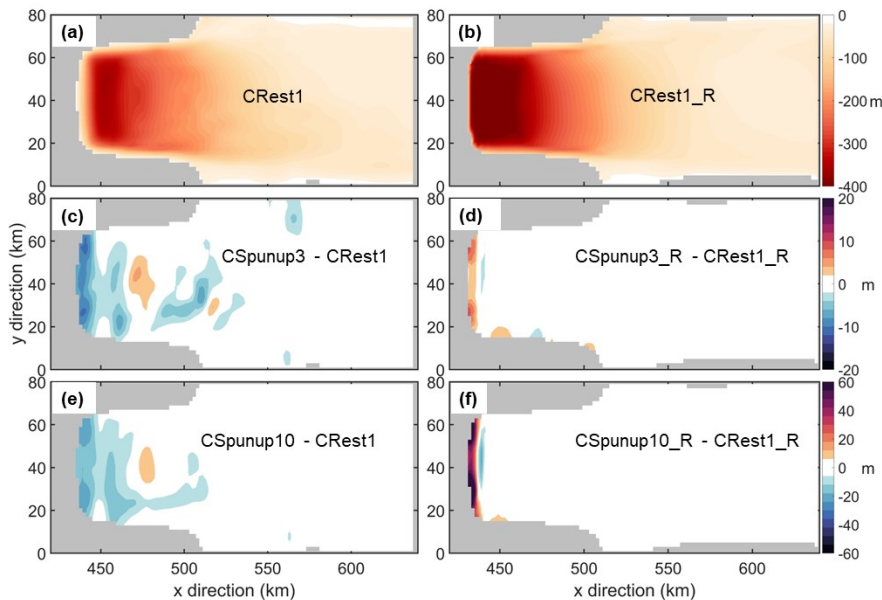 80
(a)
CRest1
60
40
20
0
(b)
CRest1_R
0
-100
-200
m
-300
-400
80
(c)
CSpunup3 - CRest1
60
40
20
0
(d)
CSpunup3_R - CRest1_R
20
10
0
m
-10
-20
y direction (km)
80
(e)
CSpunup10 - CRest1
60
40
20
0
450
500
550
600
x direction (km)
(f)
CSpunup10_R - CRest1_R
60
40
20
0
m
-20
-40
-60
450
500
550
600
x direction (km)